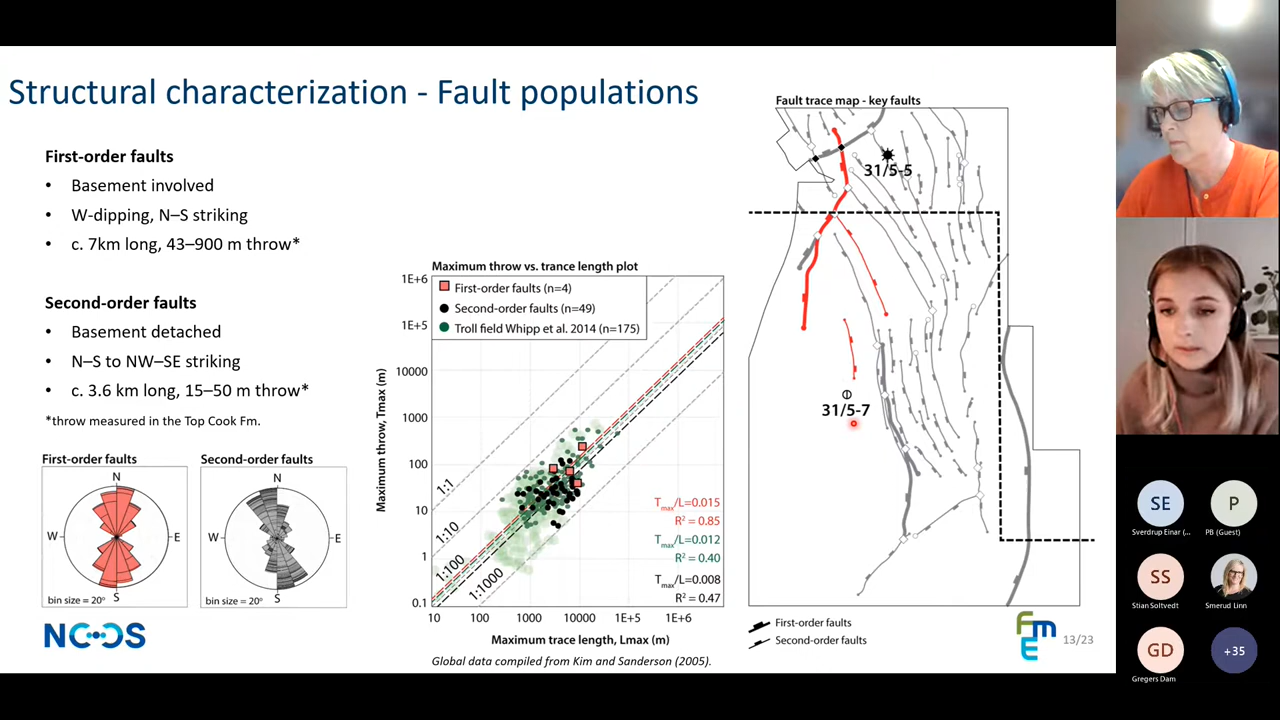 Structural characterization - Fault populations
First-order faults
• Basement involved
• W-dipping, N–S striking
• c. 7km long, 43–900 m throw*
Second-order faults
• Basement detached
• N–S to NW–SE striking
• c. 3.6 km long, 15–50 m throw*
*throw measured in the Top Cook Fm.
First-order faults
N
W
E
S
bin size = 20°
Second-order faults
N
W
E
S
bin size = 20°
NCCS
Maximum throw vs. trance length plot
First-order faults (n=4)
Second-order faults (n=49)
Troll field Whipp et al. 2014 (n=175)
Maximum throw, Tmax (m)
1E+6
1E+5
10000
1000
100
10
1
0.1
1:1
1:10
1:100
1:1000
Tmax/L=0.015
R² = 0.85
Tmax/L=0.012
R² = 0.40
Tmax/L=0.008
R² = 0.47
10
100
1000
10000
1E+5
1E+6
Maximum trace length, Lmax (m)
Global data compiled from Kim and Sanderson (2005).
Fault trace map - key faults
31/5-5
31/5-7
First-order faults
Second-order faults
FME
13/23
SE
Sverdrup Einar (...
P
PB (Guest)
SS
Stian Soltvedt
Smerud Linn
GD
Gregers Dam
+35